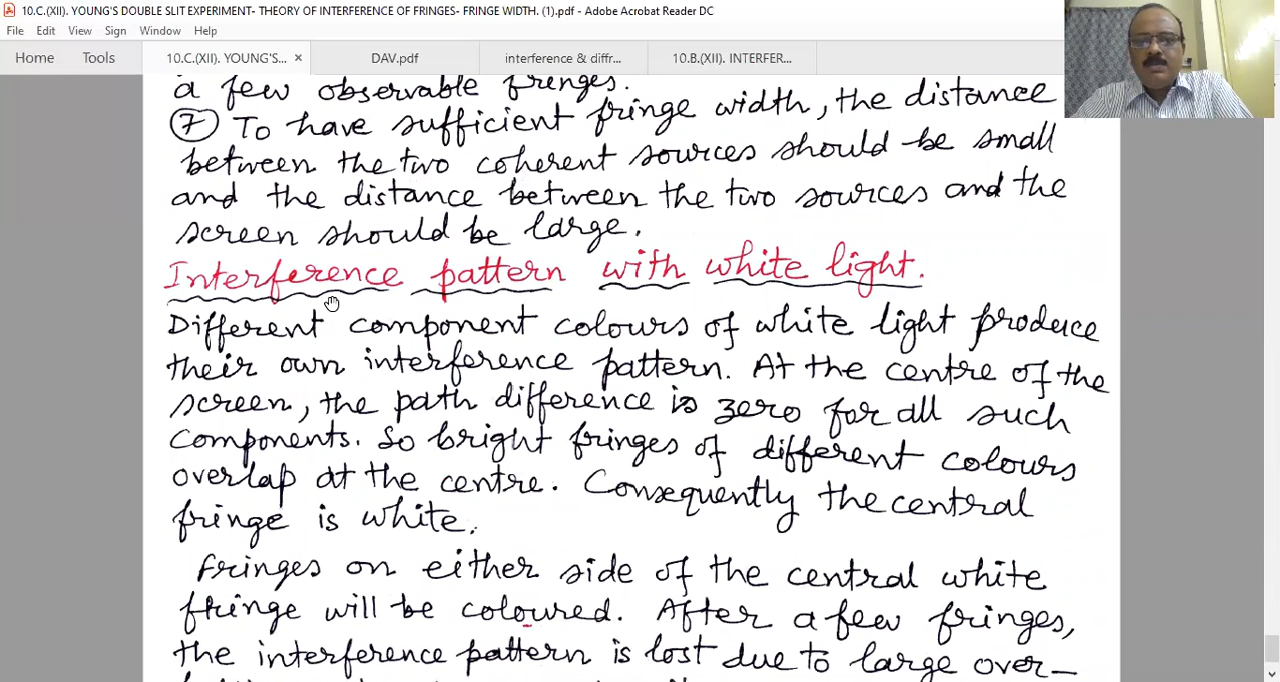 10.C.(XII). YOUNG'S DOUBLE SLIT EXPERIMENT- THEORY OF INTERFERENCE OF FRINGES- FRINGE WIDTH. (1).pdf - Adobe Acrobat Reader DC
File Edit View Sign Window Help
Home Tools 10.C.(XII). YOUNG'S... × DAV.pdf interference & diffr... 10.B.(XII). INTERFER...
a few observable fringes.
7 To have sufficient fringe width, the distance
between the two coherent sources should be small
and the distance between the two sources and the
screen should be large.
Interference pattern with white light.
Different component colours of white light produce
their own interference pattern. At the centre of the
screen, the path difference is zero for all such
components. So bright fringes of different colours
overlap at the centre. Consequently the central
fringe is white.
Fringes on either side of the central white
fringe will be coloured. After a few fringes,
the interference pattern is lost due to large over-